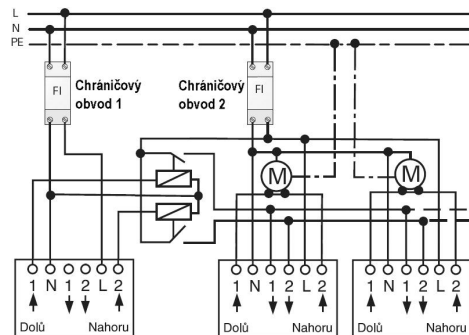 L
N
PE
FI
Chráničový
obvod 1
Chráničový
obvod 2
FI
M
M
1 N 1 2 L 2
Dolů Nahoru
1 N 1 2 L 2
Dolů Nahoru
1 N 1 2 L 2
Dolů Nahoru